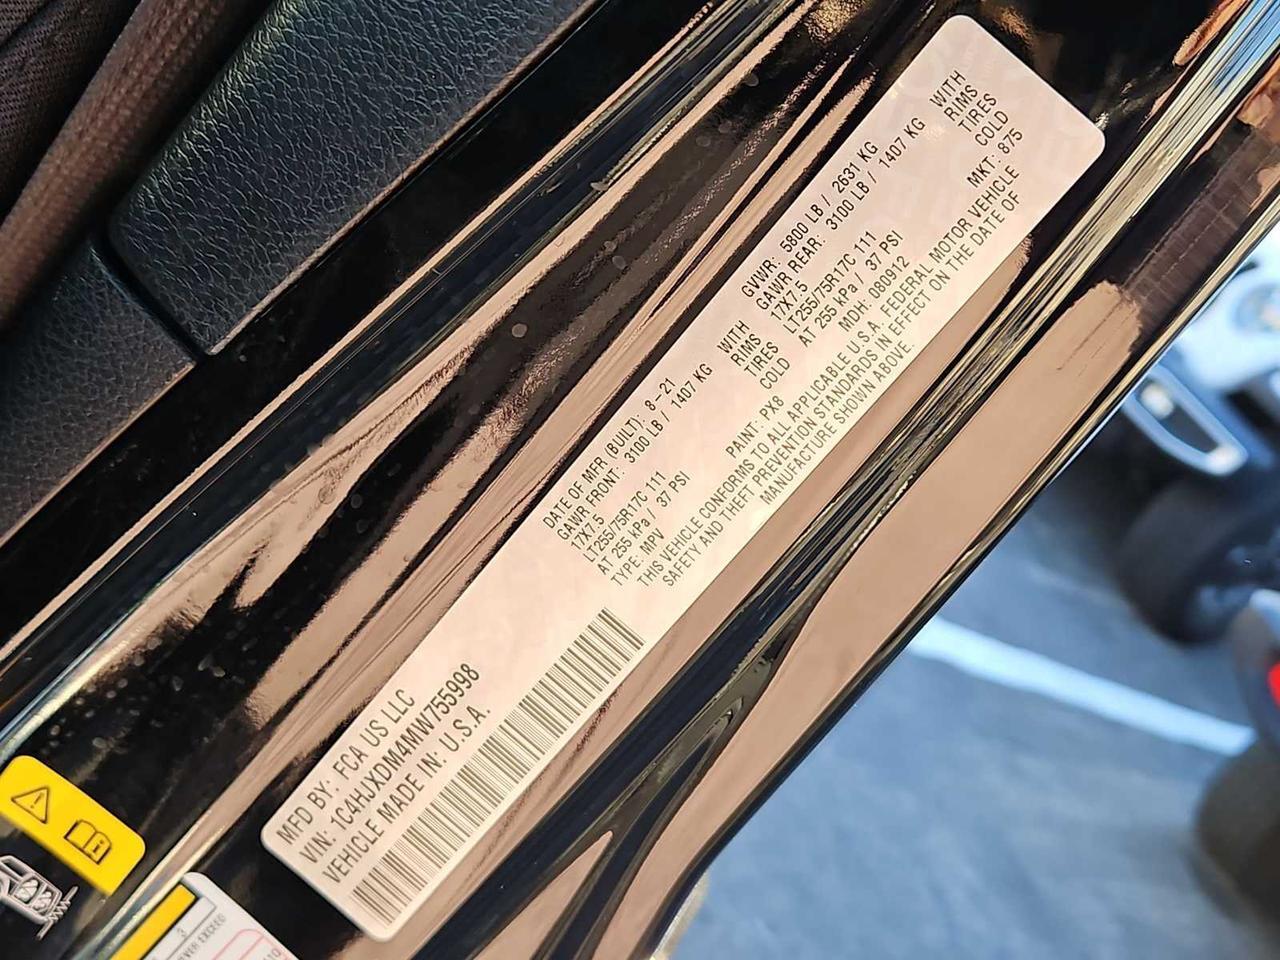 MFD BY: FCA US LLC
VIN: 1C4HJXDM4MW755998
VEHICLE MADE IN: U.S.A.
DATE OF MFR (BUILT): 8-21
GAWR FRONT: 3100 LB / 1407 KG WITH
17X7.5 RIMS
LT255/75R17C 111 TIRES
AT 255 kPa / 37 PSI COLD
TYPE: MPV PAINT: PX8
GVWR: 5800 LB / 2631 KG
GAWR REAR: 3100 LB / 1407 KG WITH
17X7.5 RIMS
LT255/75R17C 111 TIRES
AT 255 kPa / 37 PSI COLD
MDH: 080912 MKT: 875
THIS VEHICLE CONFORMS TO ALL APPLICABLE U.S.A. FEDERAL MOTOR VEHICLE
SAFETY AND THEFT PREVENTION STANDARDS IN EFFECT ON THE DATE OF
MANUFACTURE SHOWN ABOVE.
3
EXCEED